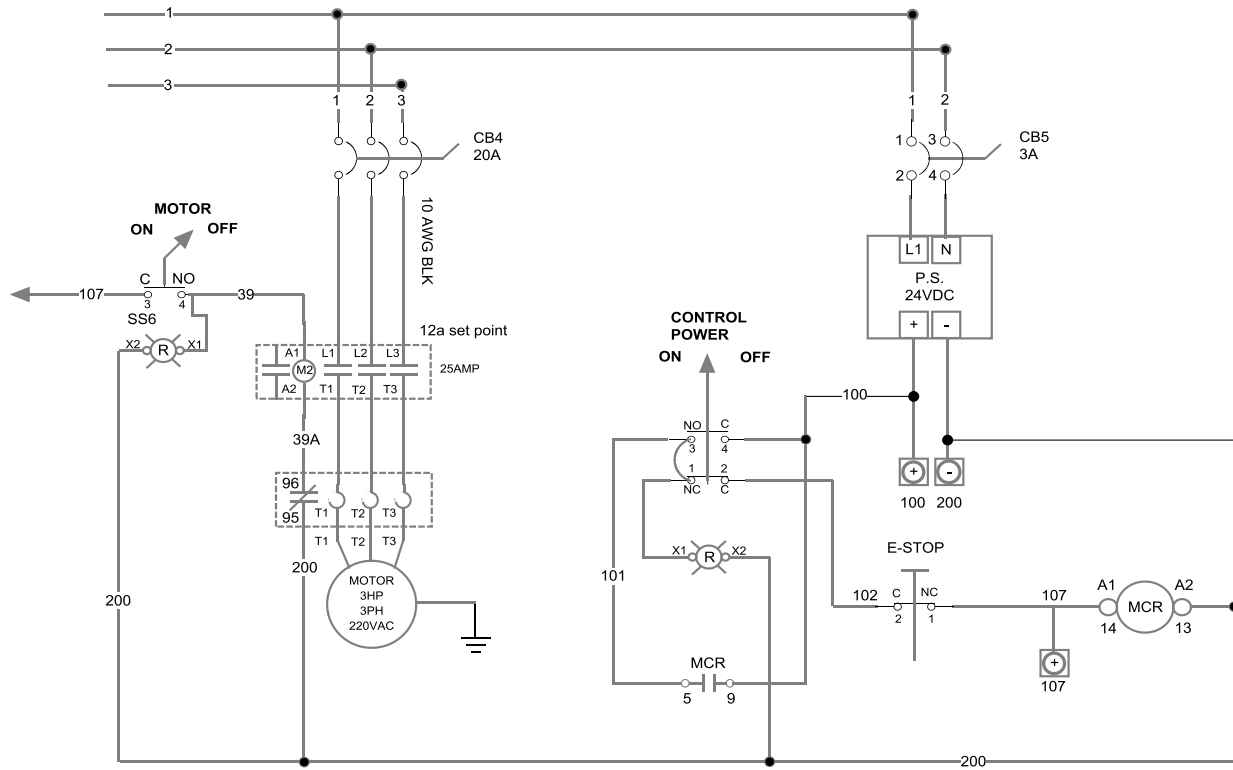 1
2
3
1 2 3
1 2
CB4
20A
1 3
CB5
3A
2 4
10 AWG BLK
MOTOR
ON OFF
C NO
107
3 4
39
SS6
X2 R X1
L1 N
P.S.
24VDC
+ -
12a set point
A1 L1 L2 L3
M2
25AMP
A2 T1 T2 T3
CONTROL
POWER
ON OFF
100
39A
NO C
3 4
1 2
NC C
+ -
100 200
96
95
T1 T2 T3
T1 T2 T3
200
MOTOR
3HP
3PH
220VAC
X1 R X2
E-STOP
101
200
102
C NC
2 1
107
A1 A2
MCR
14 13
+
107
MCR
5 9
200